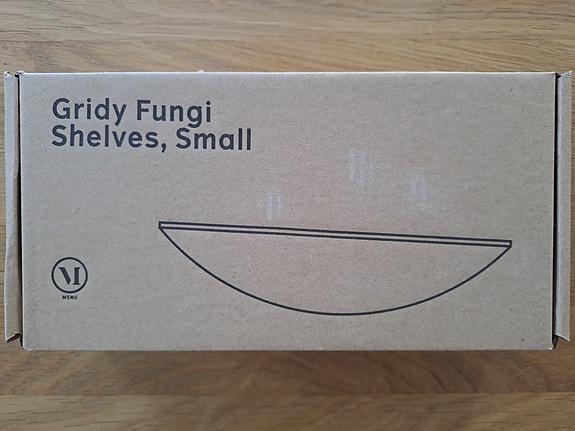 Gridy Fungi
Shelves, Small
M
MENU